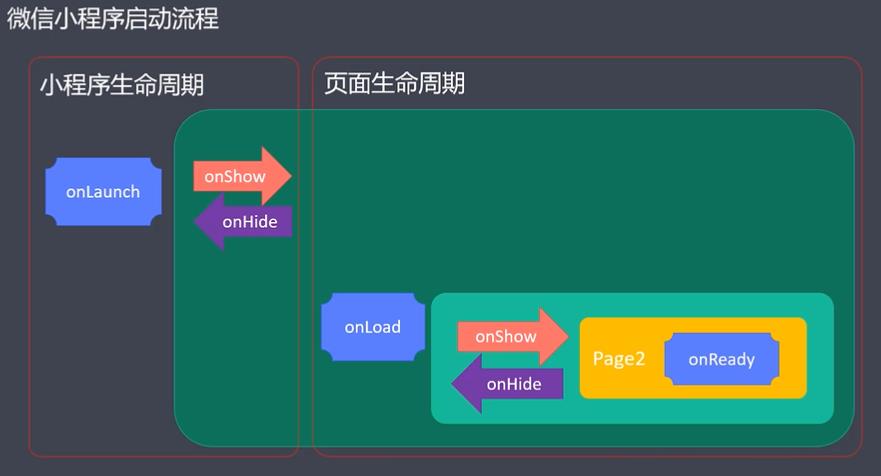 微信小程序启动流程
小程序生命周期
页面生命周期
onLaunch
onShow
onHide
onLoad
onShow
onHide
Page2
onReady